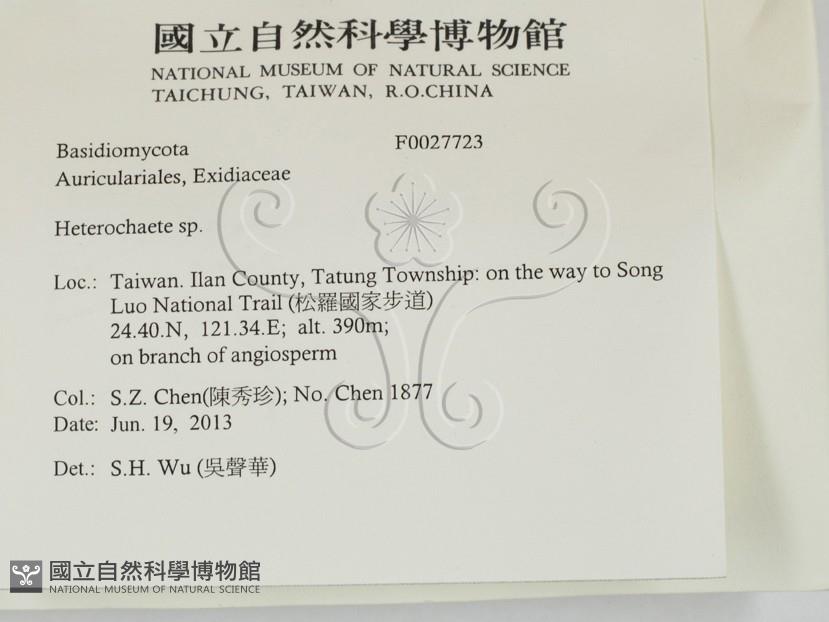 國立自然科學博物館
NATIONAL MUSEUM OF NATURAL SCIENCE
TAICHUNG, TAIWAN, R.O.CHINA
Basidiomycota F0027723
Auriculariales, Exidiaceae
Heterochaete sp.
Loc.: Taiwan. Ilan County, Tatung Township: on the way to Song
Luo National Trail (松羅國家步道)
24.40.N, 121.34.E; alt. 390m;
on branch of angiosperm
Col.: S.Z. Chen(陳秀珍); No. Chen 1877
Date: Jun. 19, 2013
Det.: S.H. Wu (吳聲華)
國立自然科學博物館
NATIONAL MUSEUM OF NATURAL SCIENCE